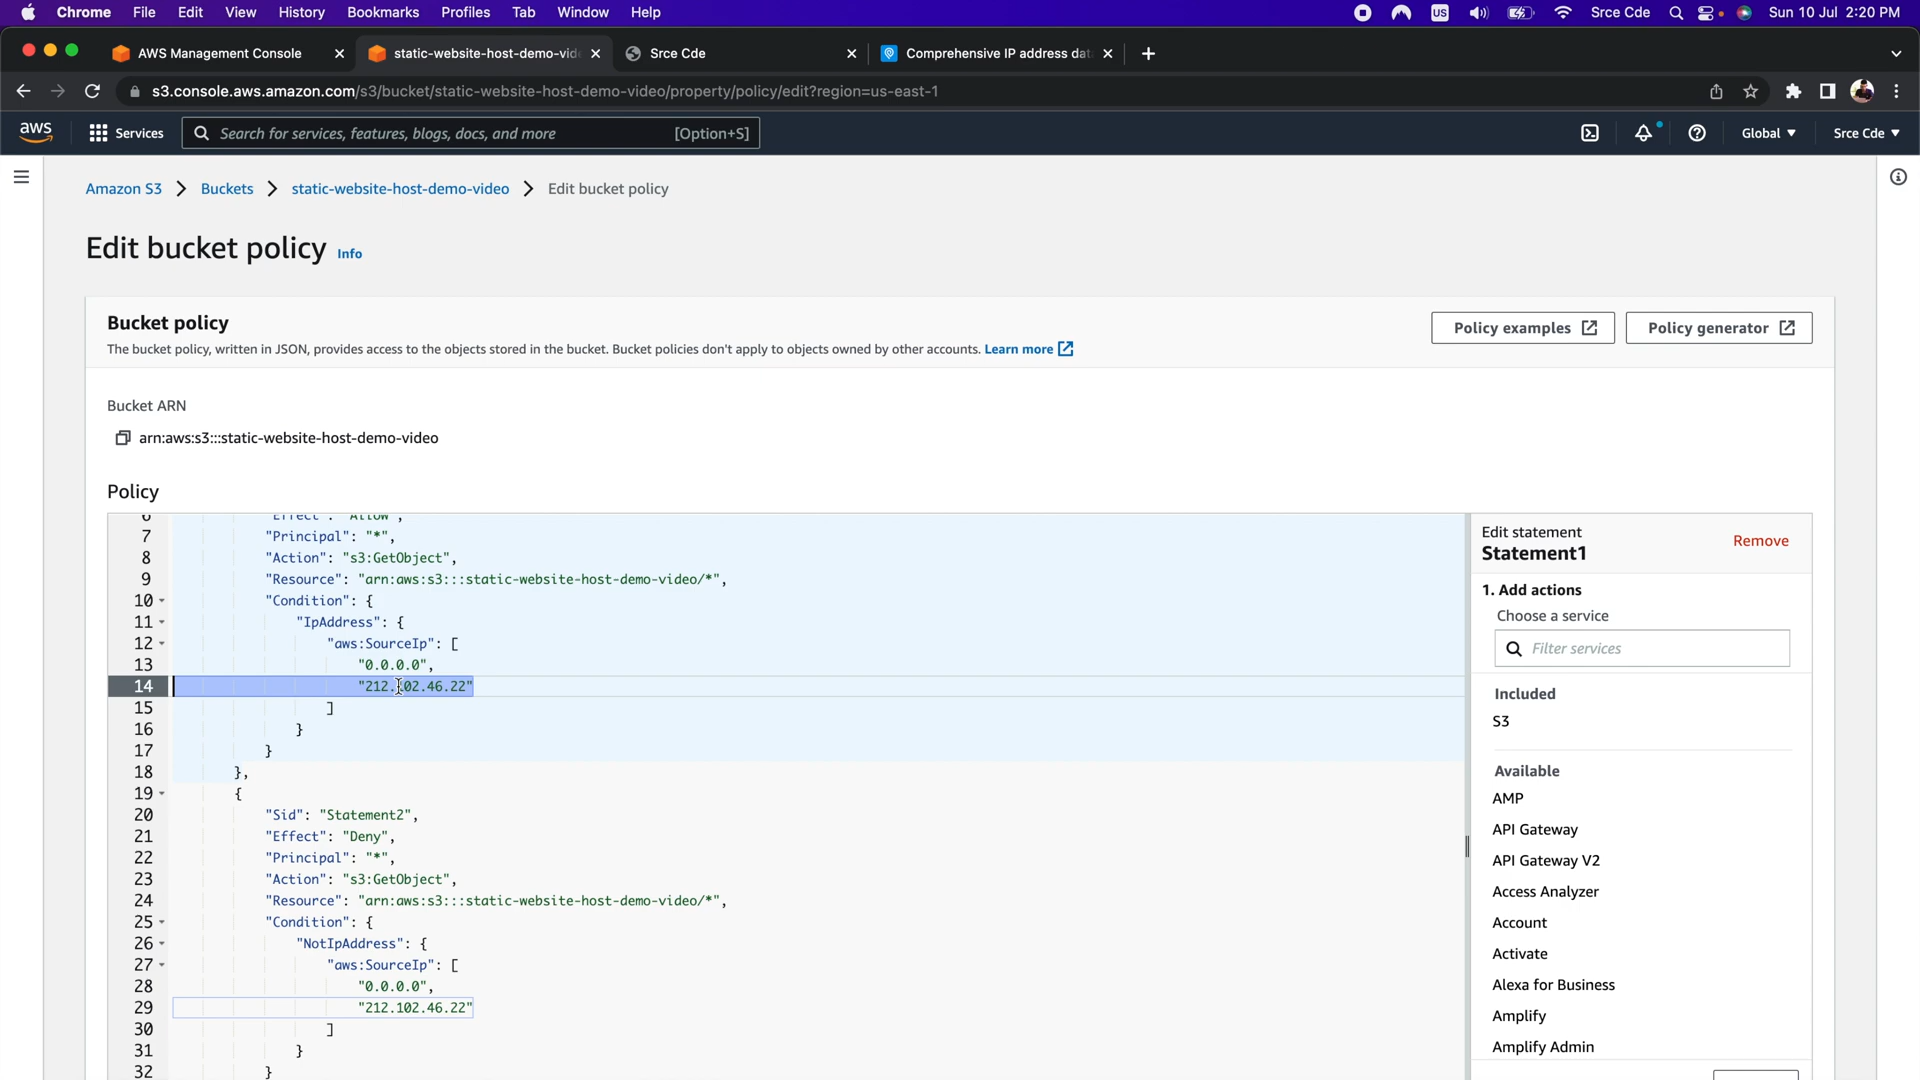 Chrome File Edit View History Bookmarks Profiles Tab Window Help US Srce Cde Sun 10 Jul 2:20 PM
AWS Management Console static-website-host-demo-vid Srce Cde Comprehensive IP address dat
s3.console.aws.amazon.com/s3/bucket/static-website-host-demo-video/property/policy/edit?region=us-east-1
aws Services Search for services, features, blogs, docs, and more [Option+S] Global Srce Cde
Amazon S3 Buckets static-website-host-demo-video Edit bucket policy
Edit bucket policy Info
Bucket policy
Policy examples Policy generator
The bucket policy, written in JSON, provides access to the objects stored in the bucket. Bucket policies don't apply to objects owned by other accounts. Learn more
Bucket ARN
arn:aws:s3:::static-website-host-demo-video
Policy
6 "Effect": "Allow",
7 "Principal": "*",
8 "Action": "s3:GetObject",
9 "Resource": "arn:aws:s3:::static-website-host-demo-video/*",
10 "Condition": {
11 "IpAddress": {
12 "aws:SourceIp": [
13 "0.0.0.0",
14 "212.102.46.22"
15 ]
16 }
17 }
18 },
19 {
20 "Sid": "Statement2",
21 "Effect": "Deny",
22 "Principal": "*",
23 "Action": "s3:GetObject",
24 "Resource": "arn:aws:s3:::static-website-host-demo-video/*",
25 "Condition": {
26 "NotIpAddress": {
27 "aws:SourceIp": [
28 "0.0.0.0",
29 "212.102.46.22"
30 ]
31 }
32 }
Edit statement
Statement1
Remove
1. Add actions
Choose a service
Filter services
Included
S3
Available
AMP
API Gateway
API Gateway V2
Access Analyzer
Account
Activate
Alexa for Business
Amplify
Amplify Admin